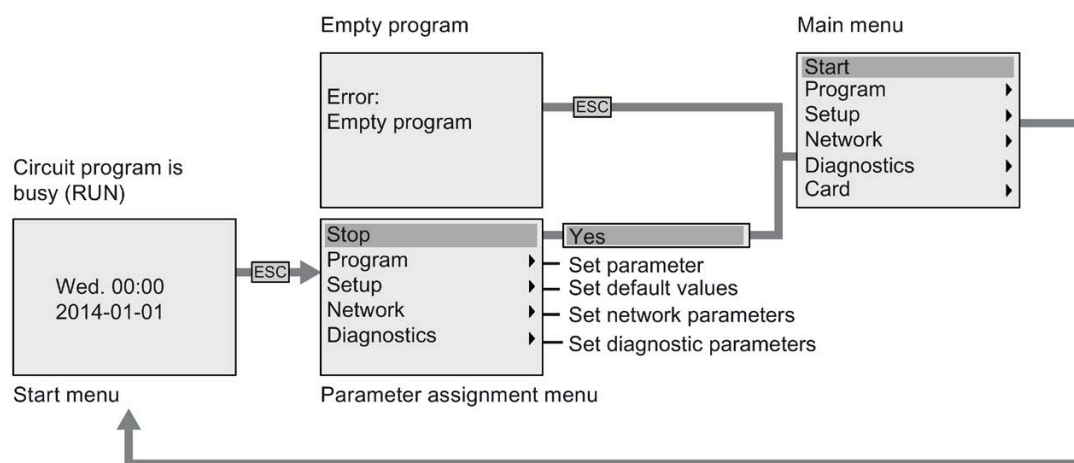 Empty program
Main menu
Error:
Empty program
ESC
Start
Program
Setup
Network
Diagnostics
Card
Circuit program is
busy (RUN)
Wed. 00:00
2014-01-01
ESC
Stop
Program
Setup
Network
Diagnostics
Yes
Set parameter
Set default values
Set network parameters
Set diagnostic parameters
Start menu
Parameter assignment menu